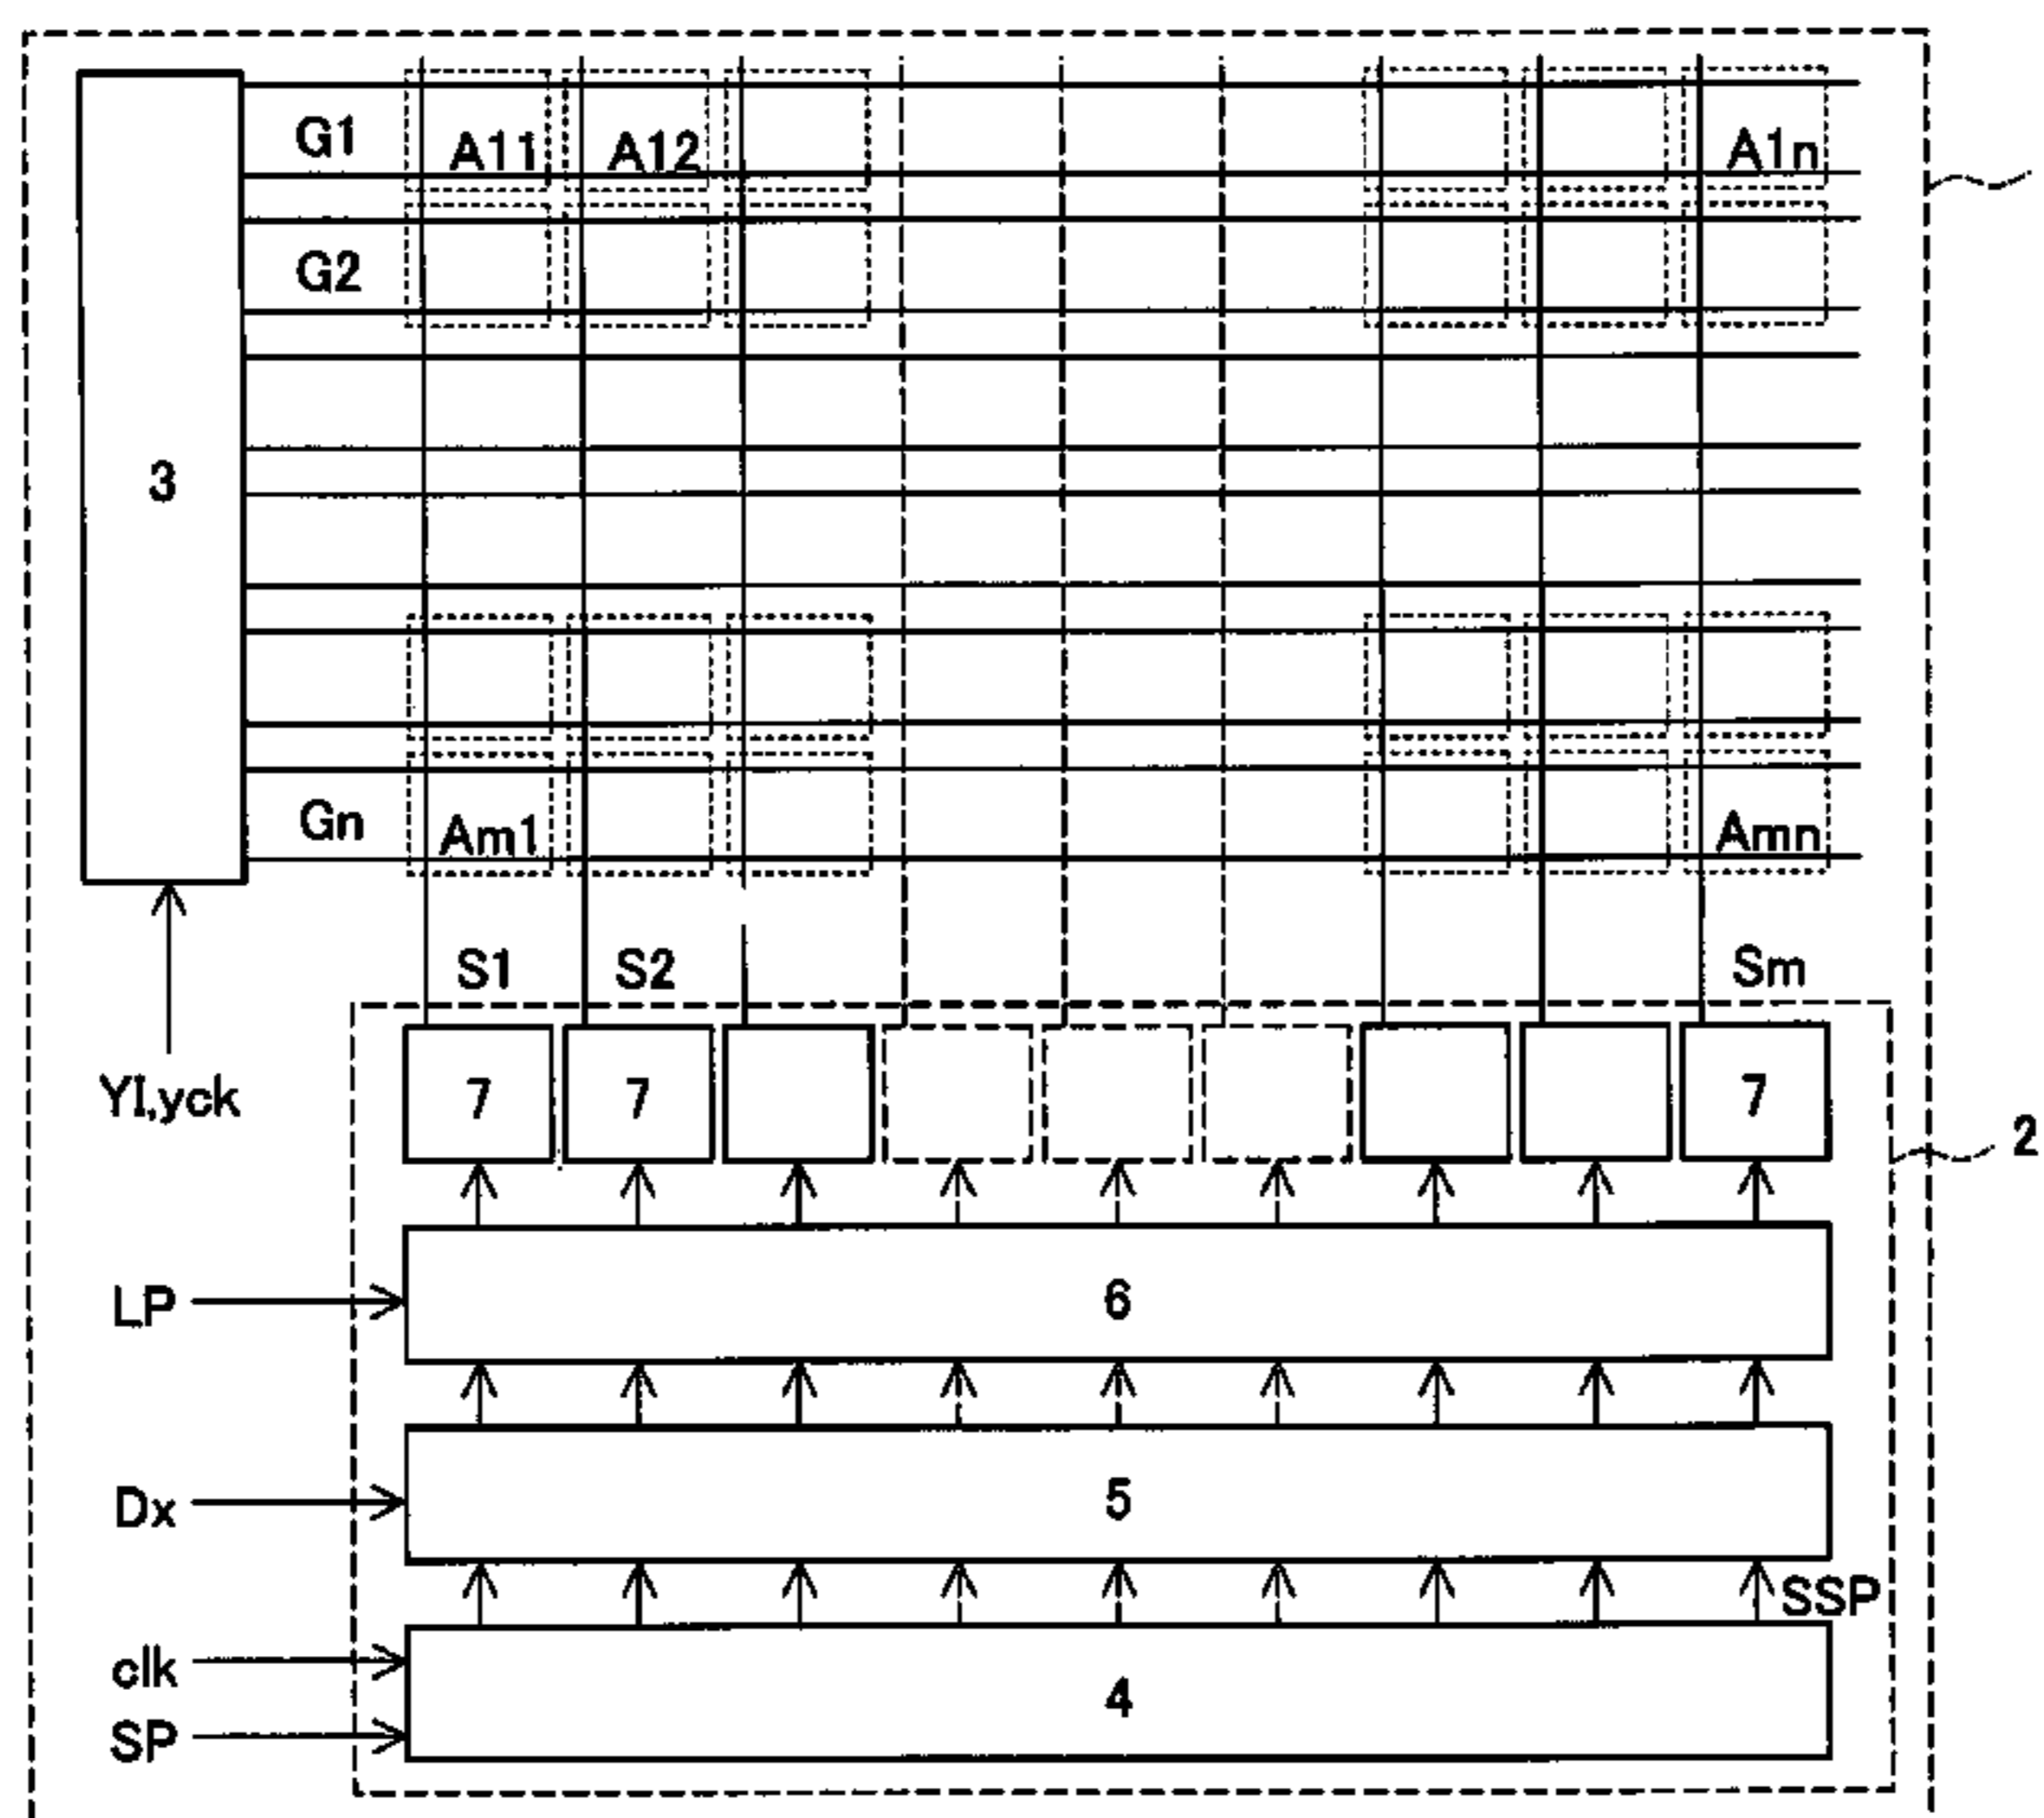 G1 A11 A12 A1n
G2
3
Gn Am1 Amn
S1 S2 Sm
YI,yck
7 7 7
2
LP 6
Dx 5
SSP
clk
4
SP